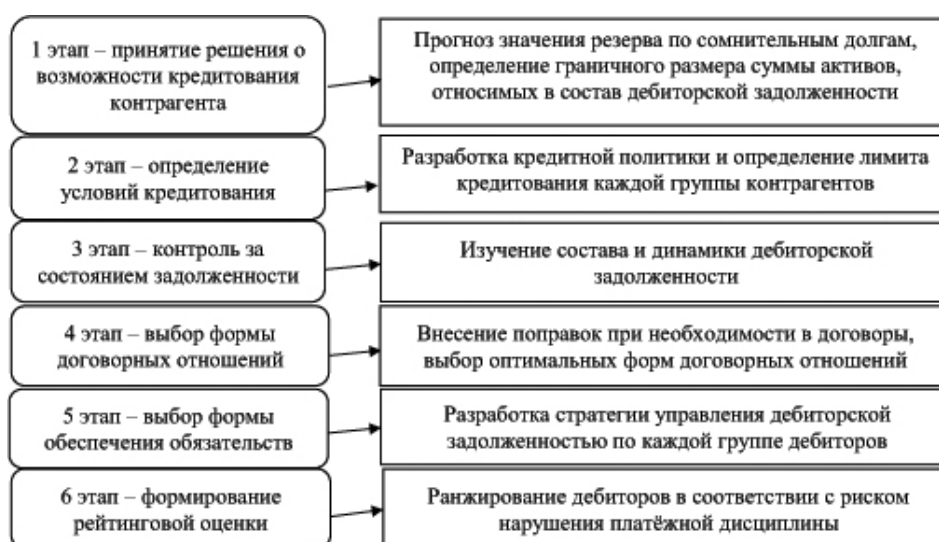 1 этап – принятие решения о
возможности кредитования
контрагента
Прогноз значения резерва по сомнительным долгам,
определение граничного размера суммы активов,
относимых в состав дебиторской задолженности
2 этап – определение
условий кредитования
Разработка кредитной политики и определение лимита
кредитования каждой группы контрагентов
3 этап – контроль за
состоянием задолженности
Изучение состава и динамики дебиторской
задолженности
4 этап – выбор формы
договорных отношений
Внесение поправок при необходимости в договоры,
выбор оптимальных форм договорных отношений
5 этап – выбор формы
обеспечения обязательств
Разработка стратегии управления дебиторской
задолженностью по каждой группе дебиторов
6 этап – формирование
рейтинговой оценки
Ранжирование дебиторов в соответствии с риском
нарушения платёжной дисциплины